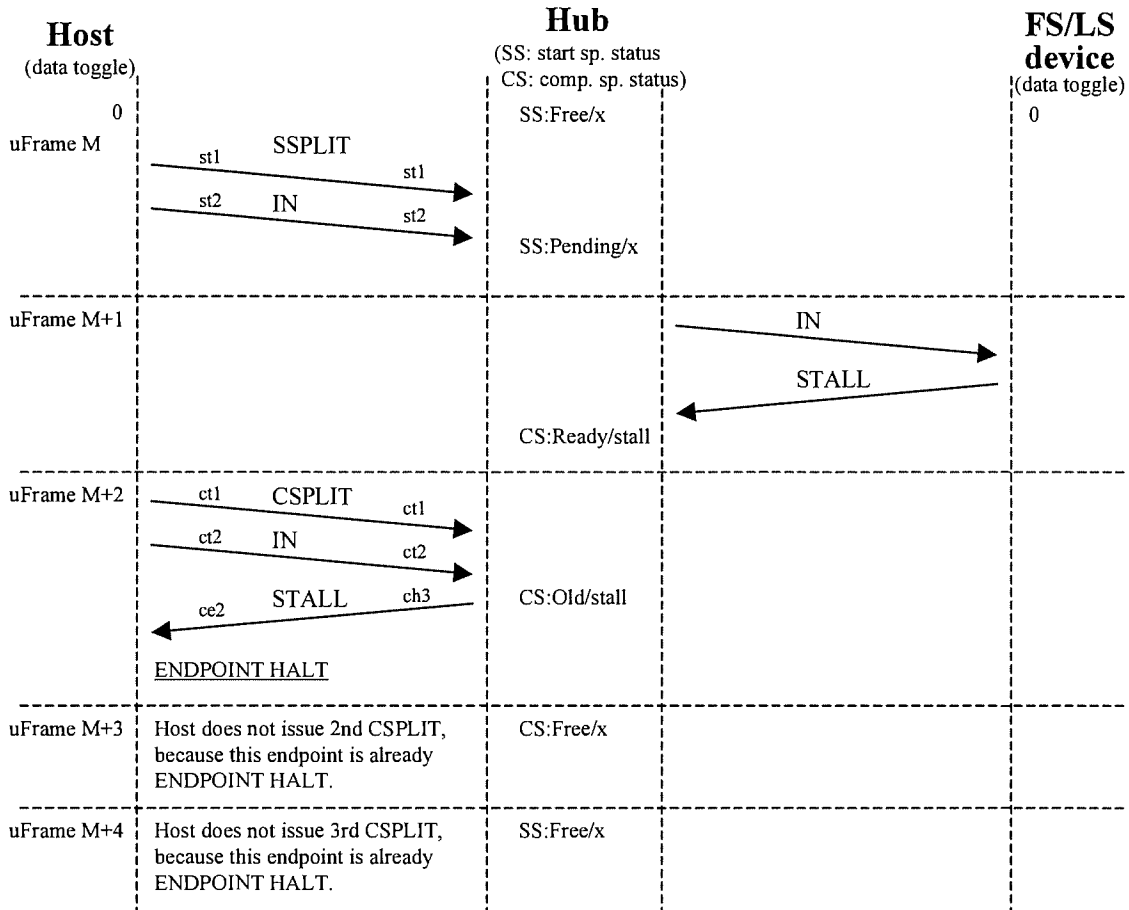 Host
(data toggle)
Hub
(SS: start sp. status
CS: comp. sp. status)
FS/LS
device
(data toggle)
0
SS:Free/x
0
uFrame M
SSPLIT
st1
st1
IN
st2
st2
SS:Pending/x
uFrame M+1
IN
STALL
CS:Ready/stall
uFrame M+2
ct1
CSPLIT
ct1
ct2
IN
ct2
STALL
ch3
CS:Old/stall
ce2
ENDPOINT HALT
uFrame M+3
Host does not issue 2nd CSPLIT,
because this endpoint is already
ENDPOINT HALT.
CS:Free/x
uFrame M+4
Host does not issue 3rd CSPLIT,
because this endpoint is already
ENDPOINT HALT.
SS:Free/x